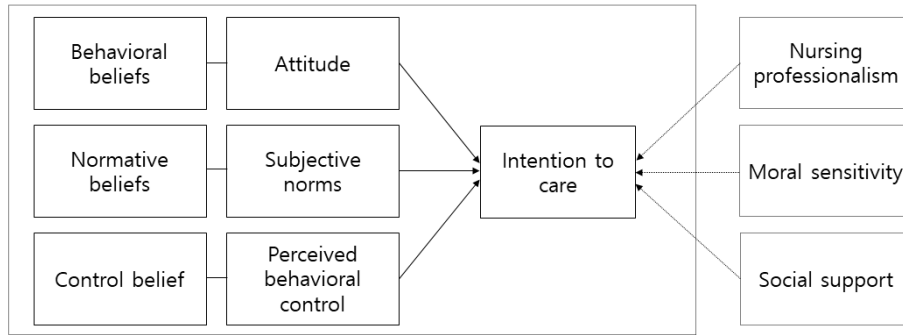 Behavioral
beliefs
Attitude
Nursing
professionalism
Normative
beliefs
Subjective
norms
Intention to
care
Moral sensitivity
Control belief
Perceived
behavioral
control
Social support